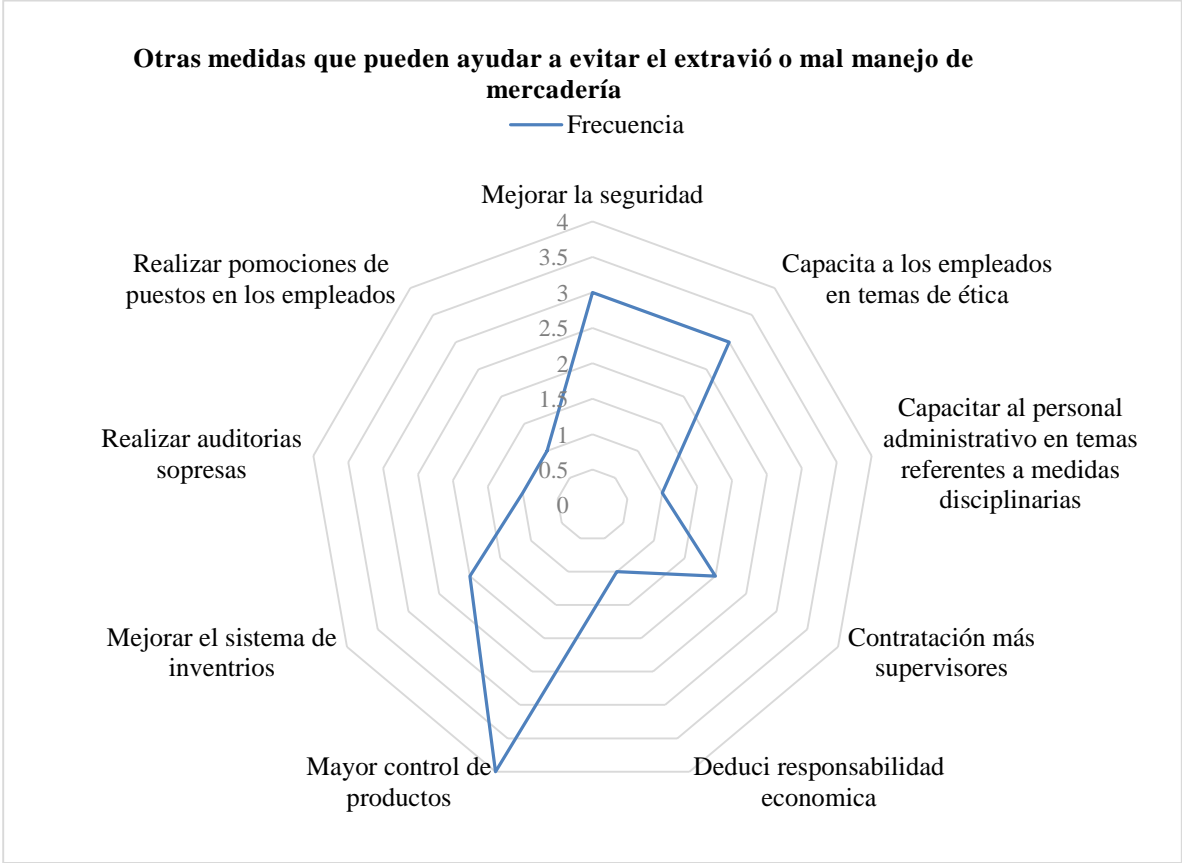 Otras medidas que pueden ayudar a evitar el extravió o mal manejo de
mercadería
Frecuencia
Mejorar la seguridad
Capacita a los empleados
en temas de ética
Capacitar al personal
administrativo en temas
referentes a medidas
disciplinarias
Contratación más
supervisores
Deduci responsabilidad
economica
Mayor control de
productos
Mejorar el sistema de
inventrios
Realizar auditorias
sopresas
Realizar pomociones de
puestos en los empleados
4
3.5
3
2.5
2
1.5
1
0.5
0